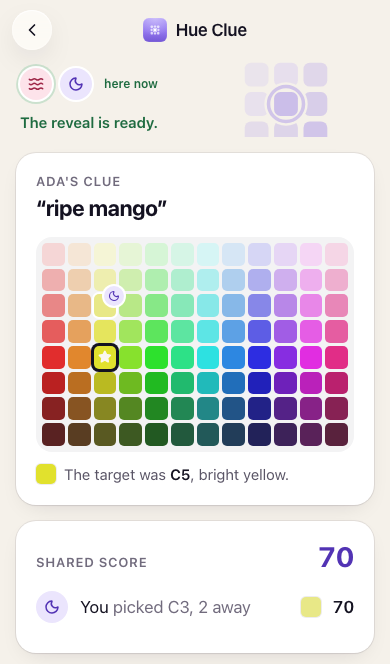 Hue Clue
here now
The reveal is ready.
ADA'S CLUE
“ripe mango”
The target was C5, bright yellow.
SHARED SCORE
70
You picked C3, 2 away
70